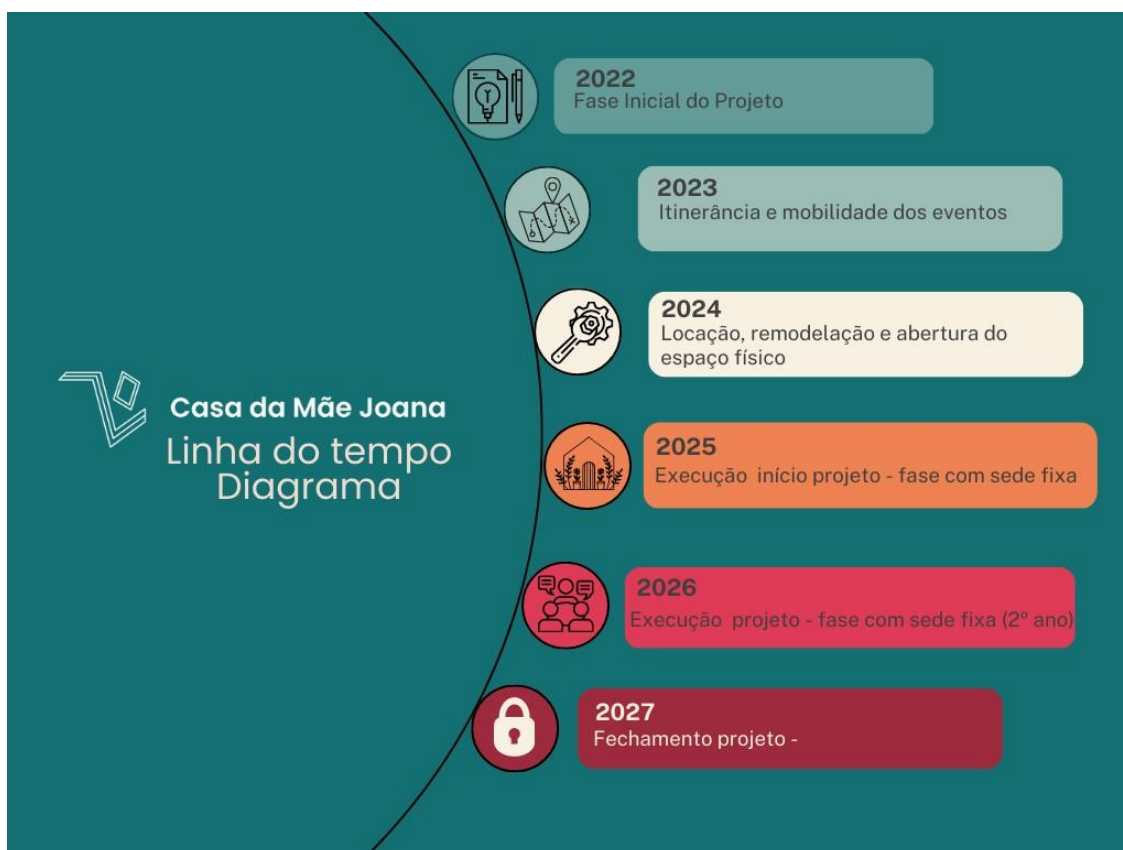 Casa da Mãe Joana
Linha do tempo
Diagrama
2022
Fase Inicial do Projeto
2023
Itinerância e mobilidade dos eventos
2024
Locação, remodelação e abertura do
espaço físico
2025
Execução  início projeto - fase com sede fixa
2026
Execução  projeto - fase com sede fixa (2º ano)
2027
Fechamento projeto -